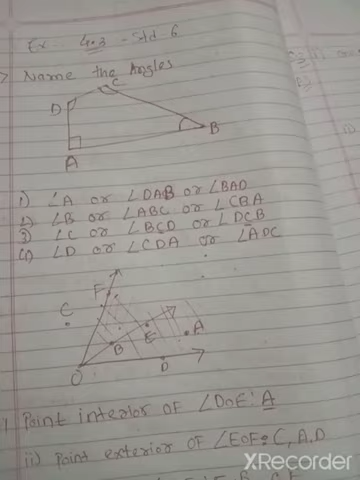 Ex - 4.3 - Std 6
Name the Angles
C
D
B
A
1) ∠A or ∠DAB or ∠BAD
2) ∠B or ∠ABC or ∠CBA
3) ∠C or ∠BCD or ∠DCB
4) ∠D or ∠CDA or ∠ADC
F
C
E
A
B
D
O
Point interior of ∠DOE: A
ii) Point exterior of ∠EOF: C, A, D
XRecorder